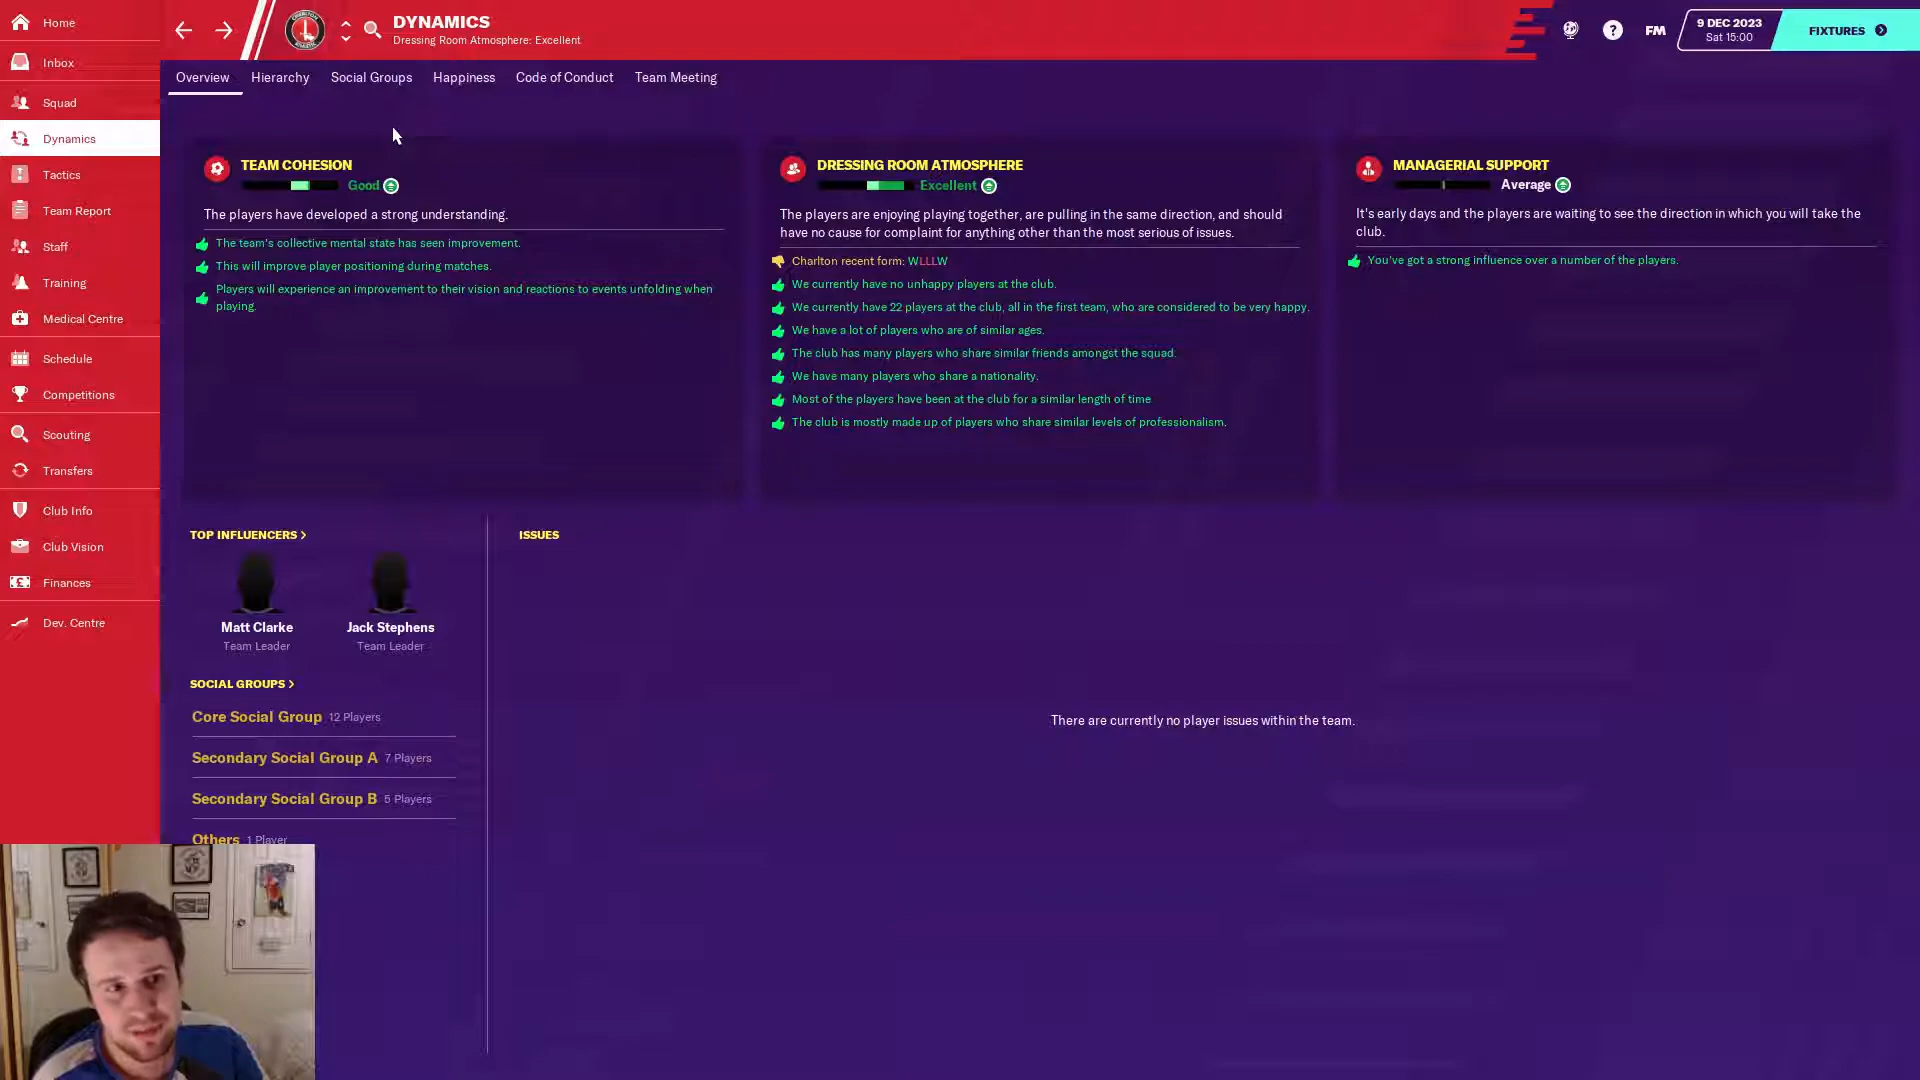 Home
Inbox
Squad
Dynamics
Tactics
Team Report
Staff
Training
Medical Centre
Schedule
Competitions
Scouting
Transfers
Club Info
Club Vision
Finances
Dev. Centre
DYNAMICS
Dressing Room Atmosphere: Excellent
?
FM
9 DEC 2023
Sat 15:00
FIXTURES
Overview
Hierarchy
Social Groups
Happiness
Code of Conduct
Team Meeting
TEAM COHESION
Good
The players have developed a strong understanding.
The team's collective mental state has seen improvement.
This will improve player positioning during matches.
Players will experience an improvement to their vision and reactions to events unfolding when
playing.
DRESSING ROOM ATMOSPHERE
Excellent
The players are enjoying playing together, are pulling in the same direction, and should
have no cause for complaint for anything other than the most serious of issues.
Charlton recent form: WLLLW
We currently have no unhappy players at the club.
We currently have 22 players at the club, all in the first team, who are considered to be very happy.
We have a lot of players who are of similar ages.
The club has many players who share similar friends amongst the squad.
We have many players who share a nationality.
Most of the players have been at the club for a similar length of time
The club is mostly made up of players who share similar levels of professionalism.
MANAGERIAL SUPPORT
Average
It's early days and the players are waiting to see the direction in which you will take the
club.
You've got a strong influence over a number of the players.
TOP INFLUENCERS >
Matt Clarke
Team Leader
Jack Stephens
Team Leader
SOCIAL GROUPS >
Core Social Group 12 Players
Secondary Social Group A 7 Players
Secondary Social Group B 5 Players
Others 1 Player
ISSUES
There are currently no player issues within the team.